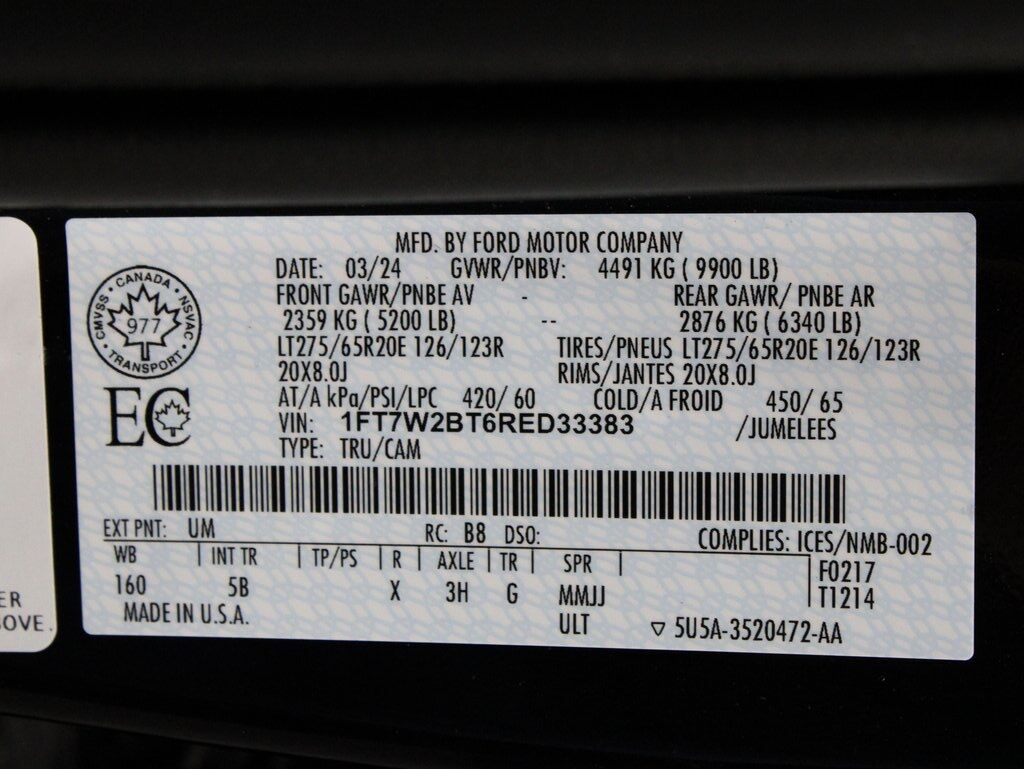 MFD. BY FORD MOTOR COMPANY
DATE: 03/24 GVWR/PNBV: 4491 KG ( 9900 LB)
FRONT GAWR/PNBE AV - REAR GAWR/ PNBE AR
2359 KG ( 5200 LB) -- 2876 KG ( 6340 LB)
LT275/65R20E 126/123R TIRES/PNEUS LT275/65R20E 126/123R
20X8.0J RIMS/JANTES 20X8.0J
AT/A kPa/PSI/LPC 420/ 60 COLD/A FROID 450/ 65
VIN: 1FT7W2BT6RED33383 /JUMELEES
TYPE: TRU/CAM
CANADA
CMVSS NSVAC
977
TRANSPORT
EC
EXT PNT: UM RC: B8 DSO: COMPLIES: ICES/NMB-002
WB | INT TR | TP/PS | R | AXLE | TR | SPR | F0217
160 5B X 3H G MMJJ T1214
MADE IN U.S.A. ULT ▽ 5U5A-3520472-AA
ER
OVE.